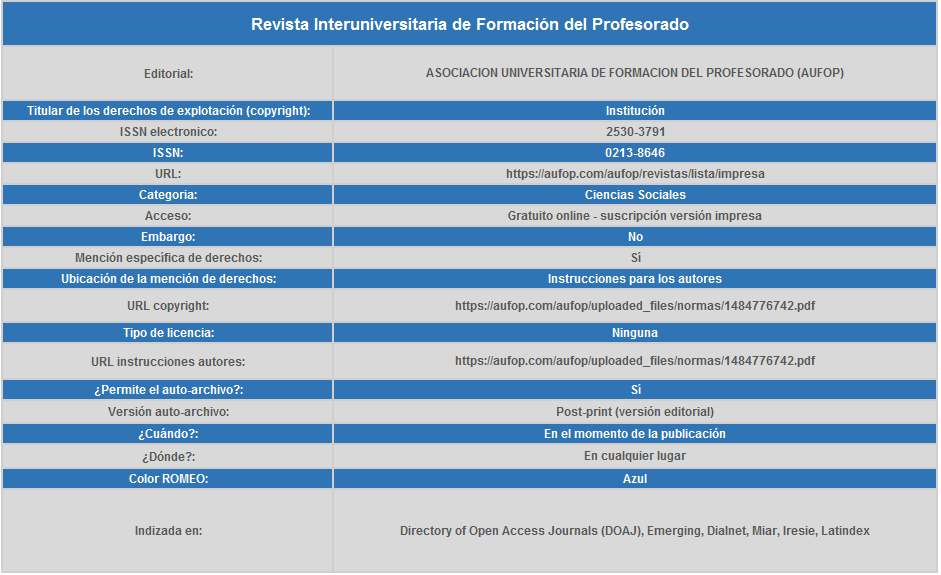 Revista Interuniversitaria de Formación del Profesorado
Editorial: ASOCIACION UNIVERSITARIA DE FORMACION DEL PROFESORADO (AUFOP)
Titular de los derechos de explotación (copyright): Institución
ISSN electronico: 2530-3791
ISSN: 0213-8646
URL: https://aufop.com/aufop/revistas/lista/impresa
Categoria: Ciencias Sociales
Acceso: Gratuito online - suscripción versión impresa
Embargo: No
Mención específica de derechos: Sí
Ubicación de la mención de derechos: Instrucciones para los autores
URL copyright: https://aufop.com/aufop/uploaded_files/normas/1484776742.pdf
Tipo de licencia: Ninguna
URL instrucciones autores: https://aufop.com/aufop/uploaded_files/normas/1484776742.pdf
¿Permite el auto-archivo?: Sí
Versión auto-archivo: Post-print (versión editorial)
¿Cuándo?: En el momento de la publicación
¿Dónde?: En cualquier lugar
Color ROMEO: Azul
Indizada en: Directory of Open Access Journals (DOAJ), Emerging, Dialnet, Miar, Iresie, Latindex